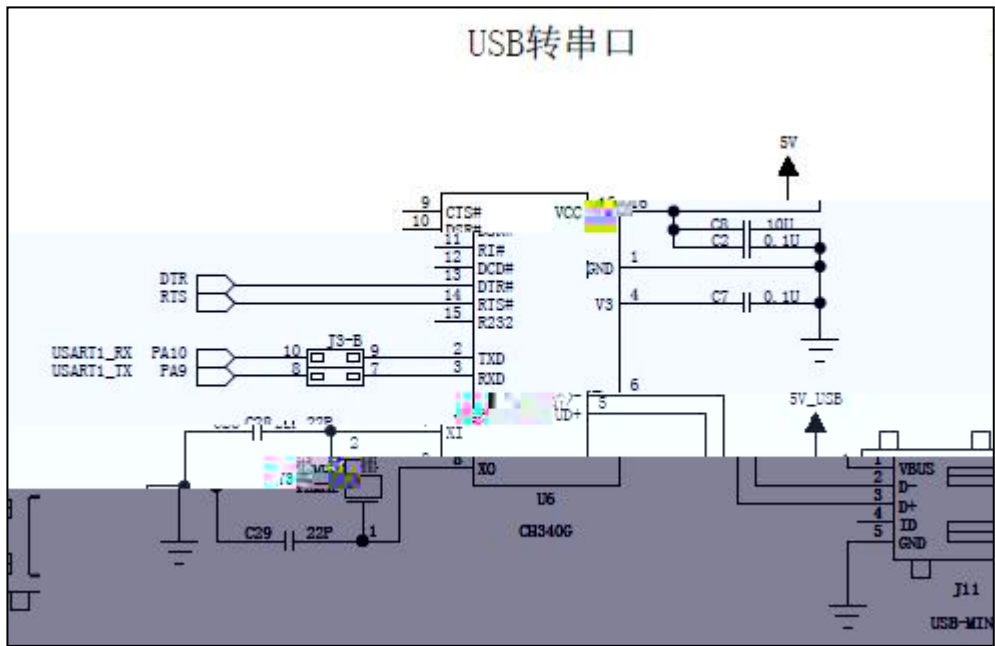 USB转串口
5V
9 CTS# VCC
10 DSR#
C8 10U
11 RI# C2 0.1U
12 DCD# GND 1
13 DTR#
DTR
14 RTS# V3 4 C7 0.1U
RTS
15 R232
J3-B
USART1_RX PA10 10 9 2 TXD
USART1_TX PA9 8 7 3 RXD
6
5V_USB
UD+ 5
22P
XI
2
8 XO
1 VBUS
2 D-
3 D+
4 ID
5 GND
U6
C29 22P 1 CH340G
J11
USB-MIN